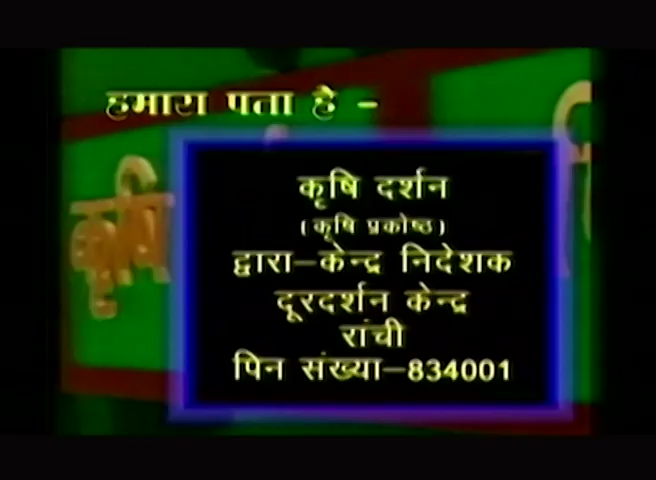 हमारा पता है -
कृषि
कृषि दर्शन
(कृषि प्रकोष्ठ)
द्वारा-केन्द्र निदेशक
दूरदर्शन केन्द्र
रांची
पिन संख्या-834001